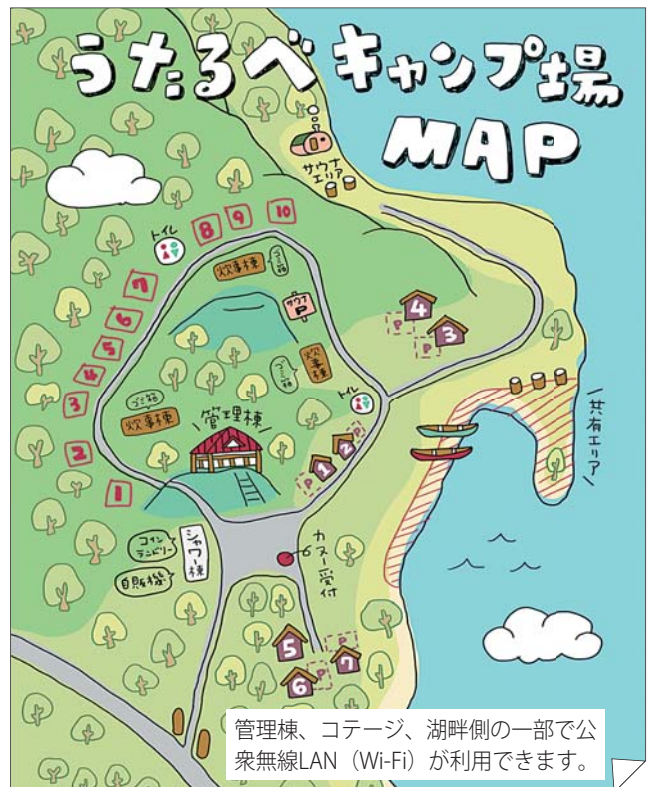 うたるべキャンプ場
MAP
サウナ
エリア
トイレ
8
9
10
7
6
5
4
3
2
1
炊事棟
ゴミ箱
サウナ
P
4
P
3
P
炊事棟
ゴミ箱
ゴミ箱
炊事棟
トイレ
管理棟
P
2
1
P
共有エリア
シャワー棟
コイン
ランドリー
自販機
カヌー受付
5
P
7
P
6
管理棟、コテージ、湖畔側の一部で公
衆無線LAN（Wi-Fi）が利用できます。